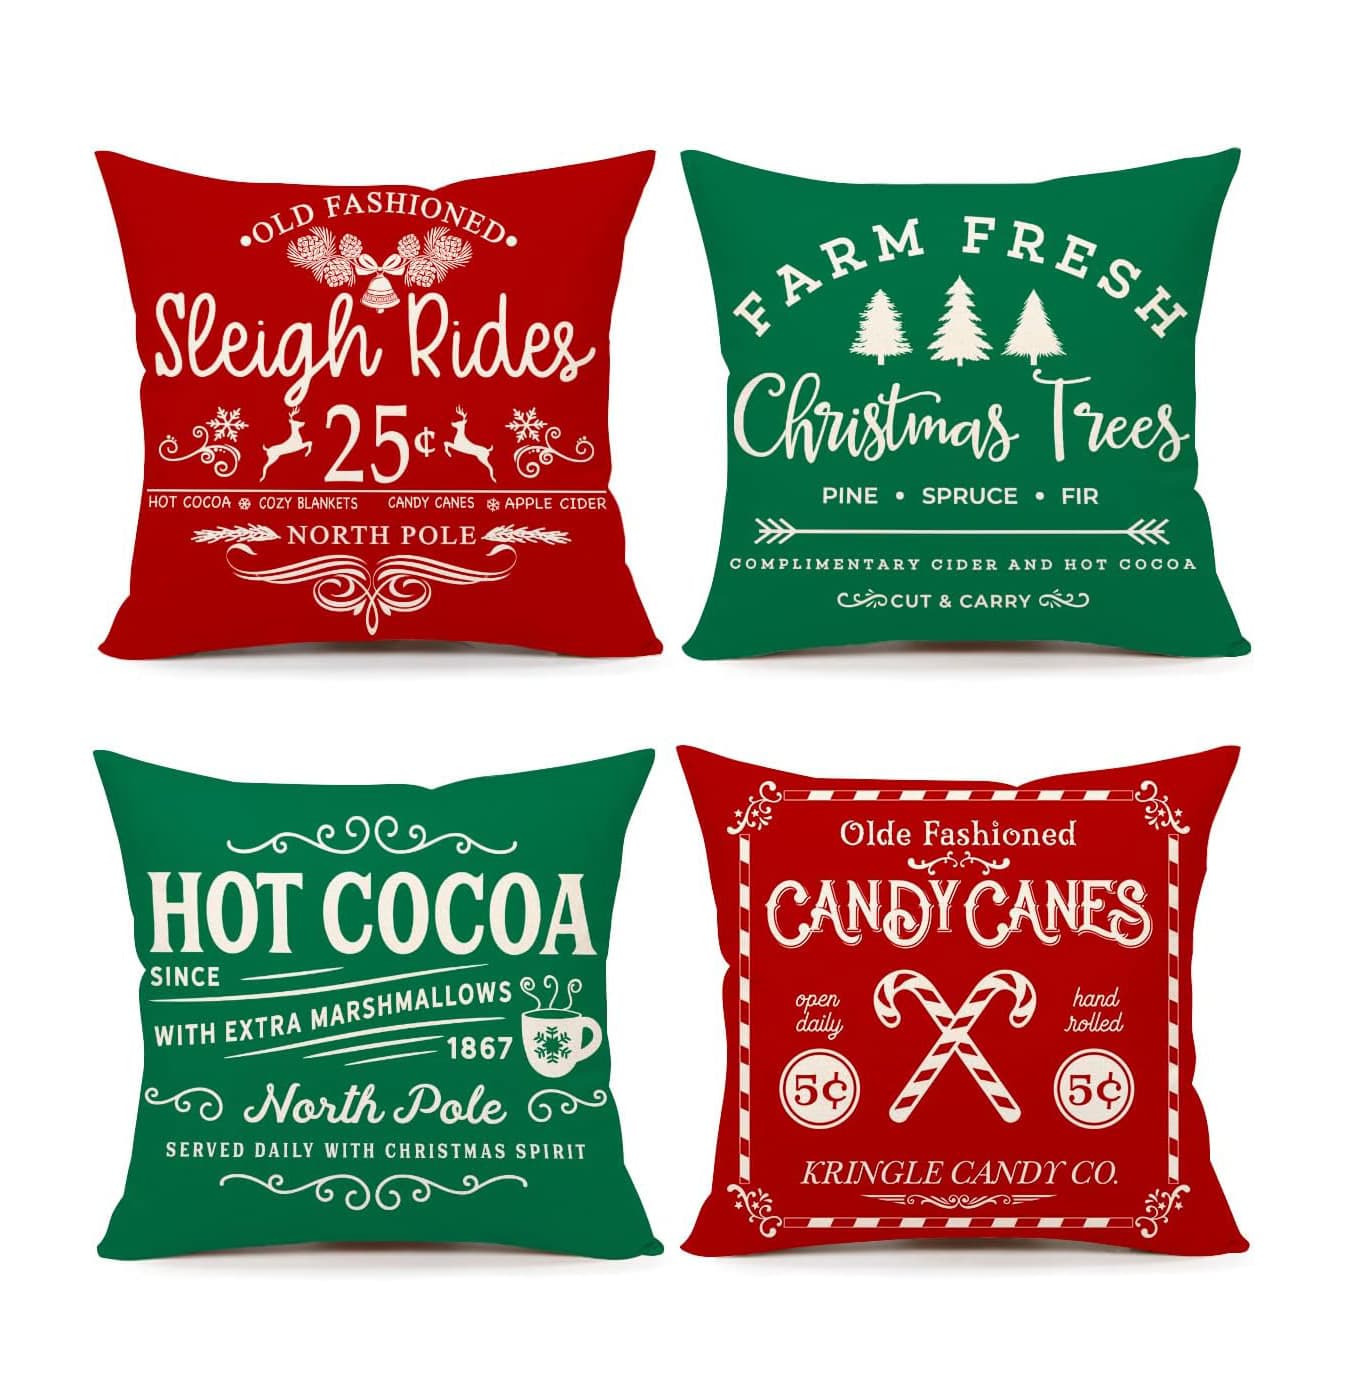 OLD FASHIONED
Sleigh Rides
25¢
HOT COCOA COZY BLANKETS CANDY CANES APPLE CIDER
NORTH POLE
FARM FRESH
Christmas Trees
PINE • SPRUCE • FIR
COMPLIMENTARY CIDER AND HOT COCOA
CUT & CARRY
HOT COCOA
SINCE
WITH EXTRA MARSHMALLOWS
1867
North Pole
SERVED DAILY WITH CHRISTMAS SPIRIT
Olde Fashioned
CANDY CANES
open
daily
hand
rolled
5¢
5¢
KRINGLE CANDY CO.